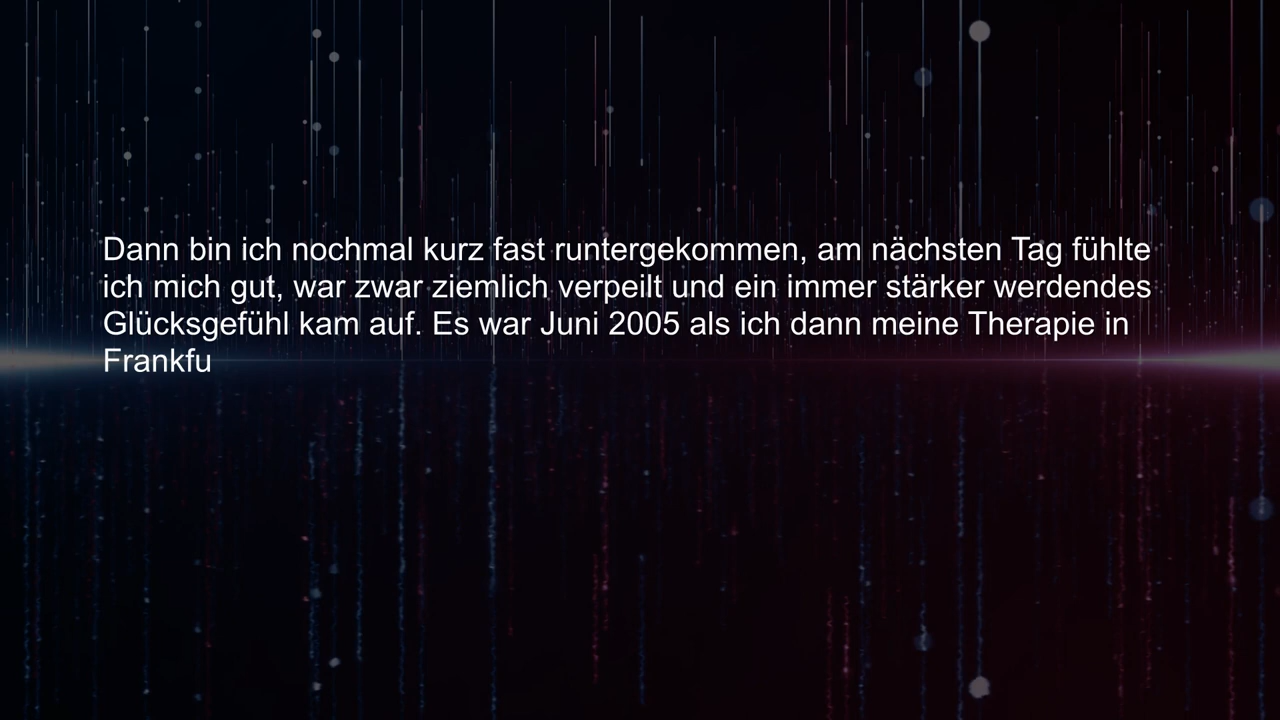 Dann bin ich nochmal kurz fast runtergekommen, am nächsten Tag fühlte
ich mich gut, war zwar ziemlich verpeilt und ein immer stärker werdendes
Glücksgefühl kam auf. Es war Juni 2005 als ich dann meine Therapie in
Frankfu